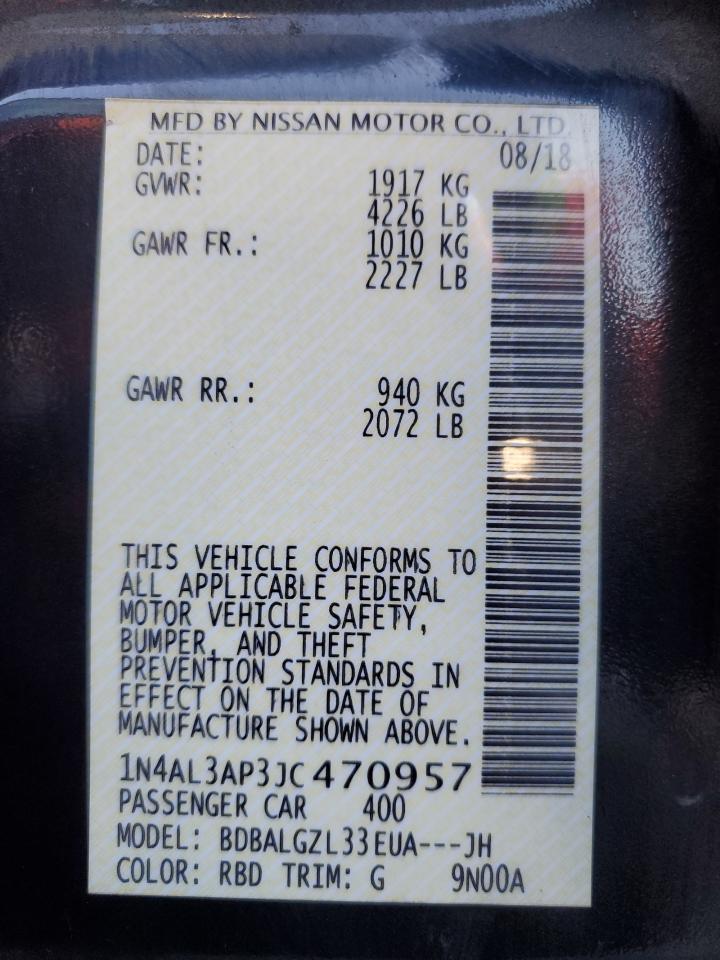 MFD BY NISSAN MOTOR CO., LTD.
DATE: 08/18
GVWR: 1917 KG
4226 LB
GAWR FR.: 1010 KG
2227 LB
GAWR RR.: 940 KG
2072 LB
THIS VEHICLE CONFORMS TO
ALL APPLICABLE FEDERAL
MOTOR VEHICLE SAFETY,
BUMPER, AND THEFT
PREVENTION STANDARDS IN
EFFECT ON THE DATE OF
MANUFACTURE SHOWN ABOVE.
1N4AL3AP3JC470957
PASSENGER CAR 400
MODEL: BDBALGZL33EUA---JH
COLOR: RBD TRIM: G 9N00A